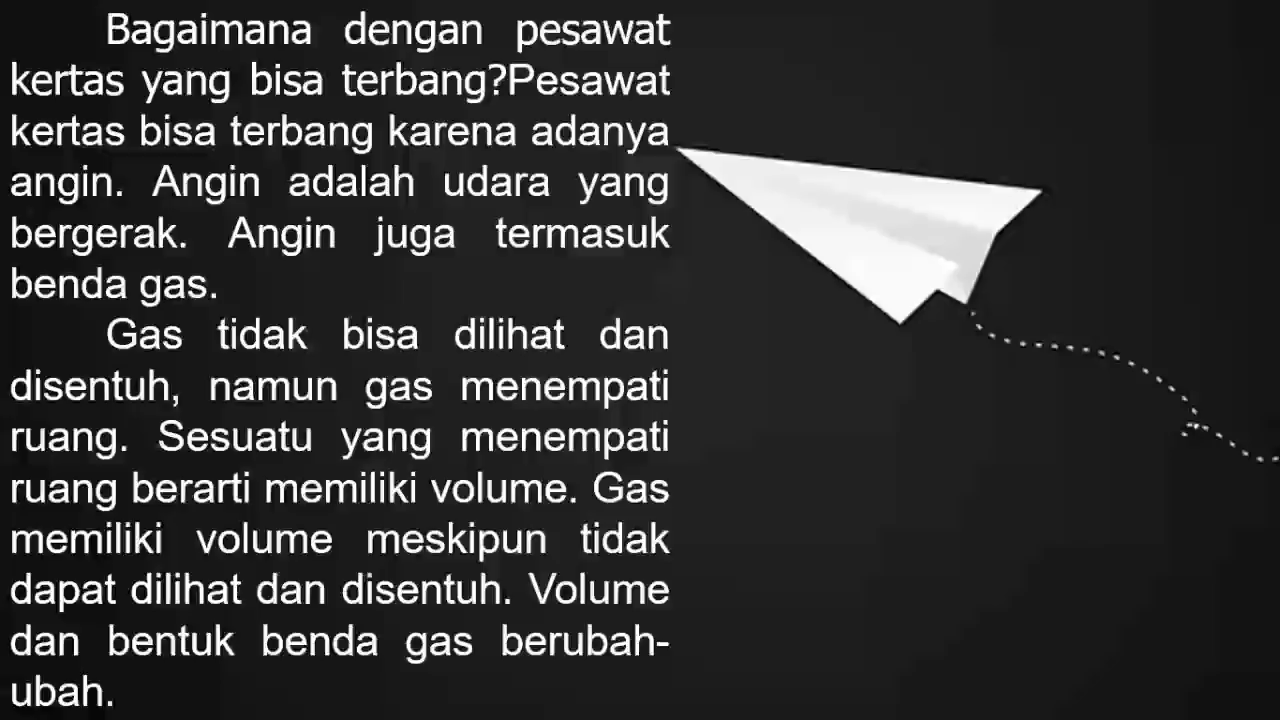 Bagaimana dengan pesawat
kertas yang bisa terbang?Pesawat
kertas bisa terbang karena adanya
angin. Angin adalah udara yang
bergerak. Angin juga termasuk
benda gas.
Gas tidak bisa dilihat dan
disentuh, namun gas menempati
ruang. Sesuatu yang menempati
ruang berarti memiliki volume. Gas
memiliki volume meskipun tidak
dapat dilihat dan disentuh. Volume
dan bentuk benda gas berubah-
ubah.